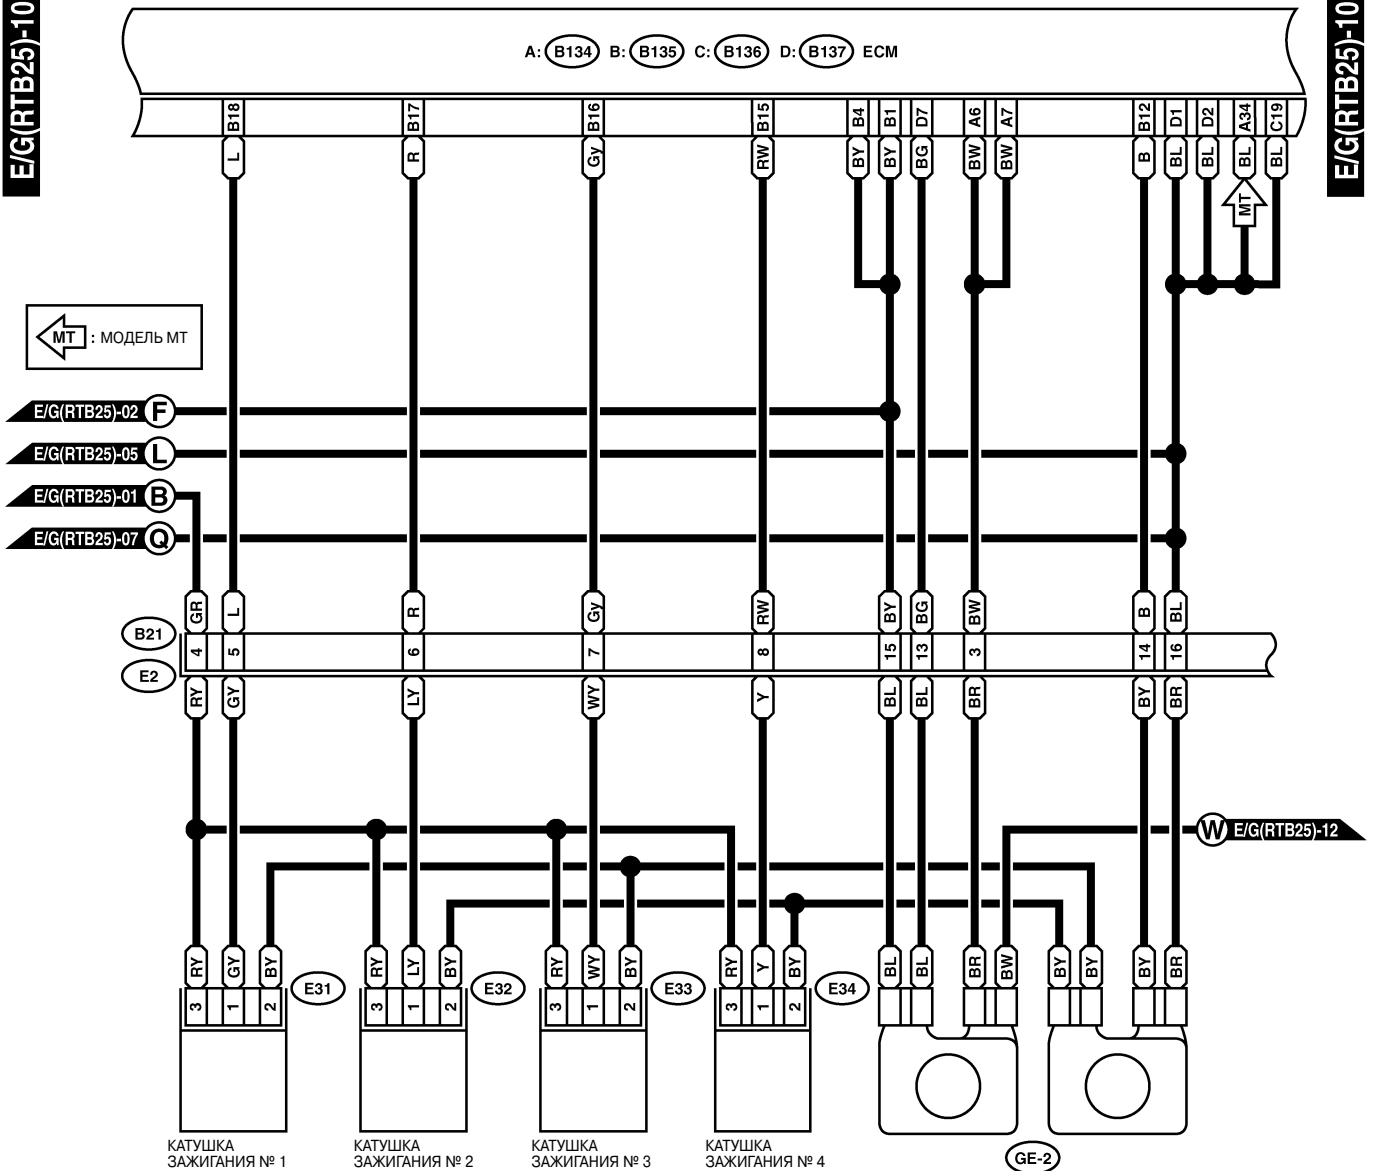 E/G(RTB25)-10
E/G(RTB25)-10
A: B134 B: B135 C: B136 D: B137 ECM
B18 B17 B16 B15 B4 B1 D7 A6 A7 B12 D1 D2 A34 C19
L R Gy RW BY BY BG BW BW B BL BL BL BL
MT
MT : МОДЕЛЬ МТ
E/G(RTB25)-02 F
E/G(RTB25)-05 L
E/G(RTB25)-01 B
E/G(RTB25)-07 Q
GR L R Gy RW BY BG BW B BL
B21
4 5 6 7 8 15 13 3 14 16
E2
RY GY LY WY Y BL BL BR BY BR
W E/G(RTB25)-12
RY GY BY RY LY BY RY WY BY RY Y BY BL BL BR BW BY BY BY BR
E31 E32 E33 E34
3 1 2 3 1 2 3 1 2 3 1 2
КАТУШКА
ЗАЖИГАНИЯ № 1
КАТУШКА
ЗАЖИГАНИЯ № 2
КАТУШКА
ЗАЖИГАНИЯ № 3
КАТУШКА
ЗАЖИГАНИЯ № 4
GE-2